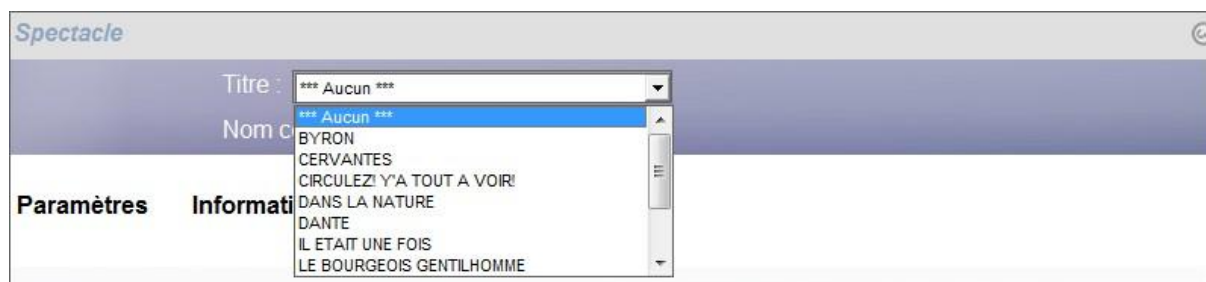 Spectacle
Titre : *** Aucun ***
*** Aucun ***
Nom c
BYRON
CERVANTES
CIRCULEZ! Y'A TOUT A VOIR!
Paramètres Informati
DANS LA NATURE
DANTE
IL ETAIT UNE FOIS
LE BOURGEOIS GENTILHOMME